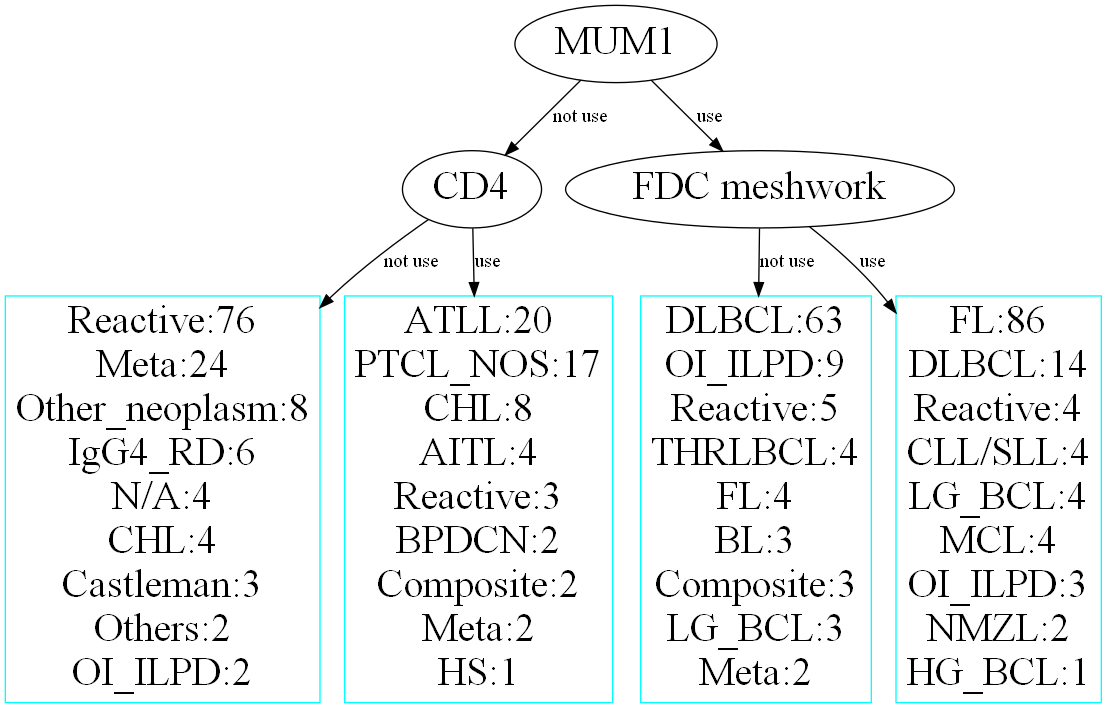 MUM1
not use
use
CD4
FDC meshwork
not use
use
not use
use
Reactive:76
Meta:24
Other_neoplasm:8
IgG4_RD:6
N/A:4
CHL:4
Castleman:3
Others:2
OI_ILPD:2
ATLL:20
PTCL_NOS:17
CHL:8
AITL:4
Reactive:3
BPDCN:2
Composite:2
Meta:2
HS:1
DLBCL:63
OI_ILPD:9
Reactive:5
THRLBCL:4
FL:4
BL:3
Composite:3
LG_BCL:3
Meta:2
FL:86
DLBCL:14
Reactive:4
CLL/SLL:4
LG_BCL:4
MCL:4
OI_ILPD:3
NMZL:2
HG_BCL:1